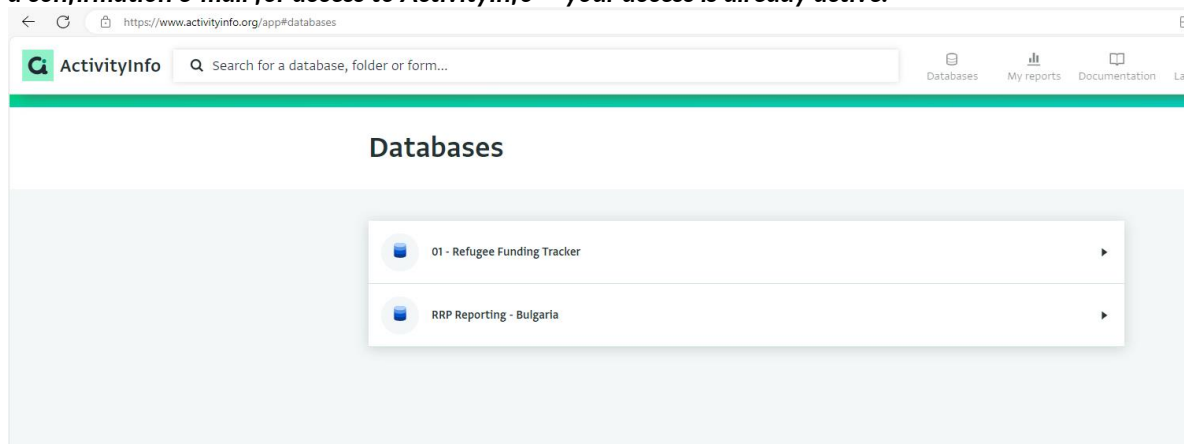 a confirmation e-mail for access to ActivityInfo – your access is already active.
https://www.activityinfo.org/app#databases
ActivityInfo
Search for a database, folder or form...
Databases
My reports
Documentation
Databases
01 - Refugee Funding Tracker
RRP Reporting - Bulgaria